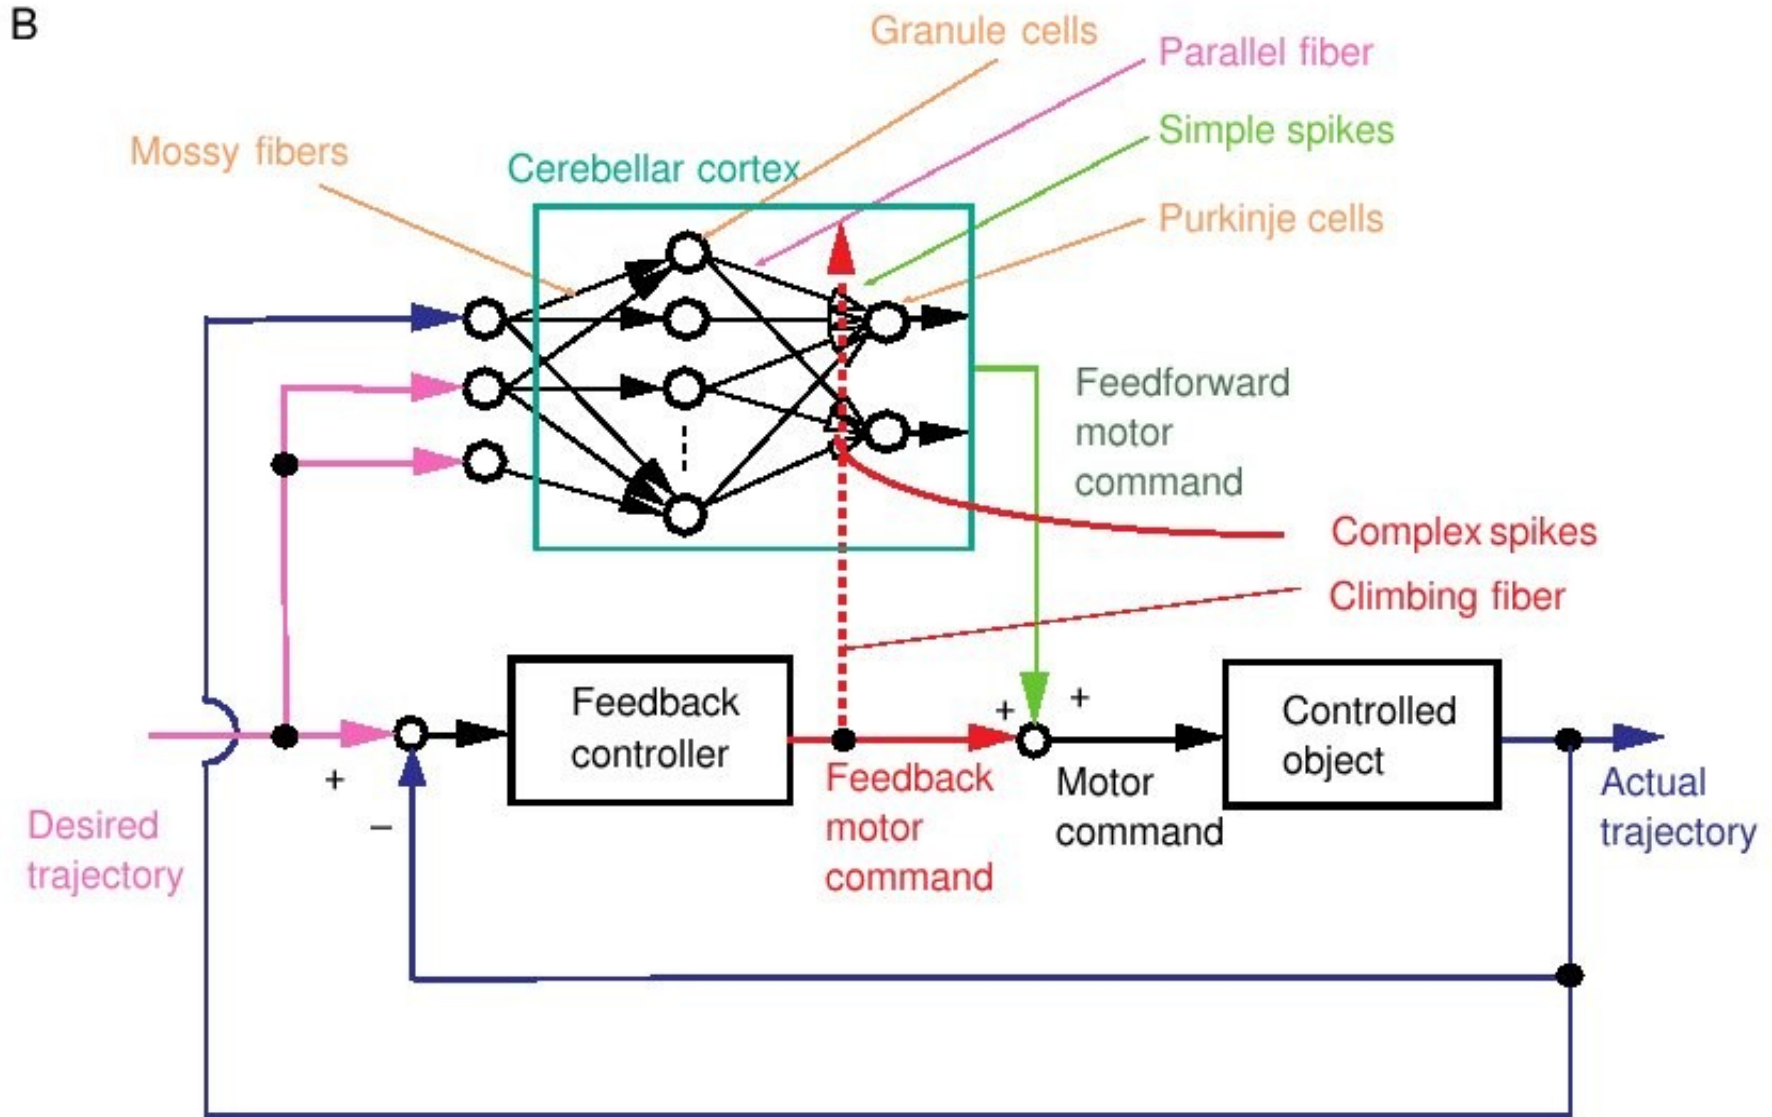 B
Granule cells
Parallel fiber
Simple spikes
Mossy fibers
Cerebellar cortex
Purkinje cells
Feedforward
motor
command
Complex spikes
Climbing fiber
Feedback
controller
+
+
Controlled
object
+
–
Desired
trajectory
Feedback
motor
command
Motor
command
Actual
trajectory